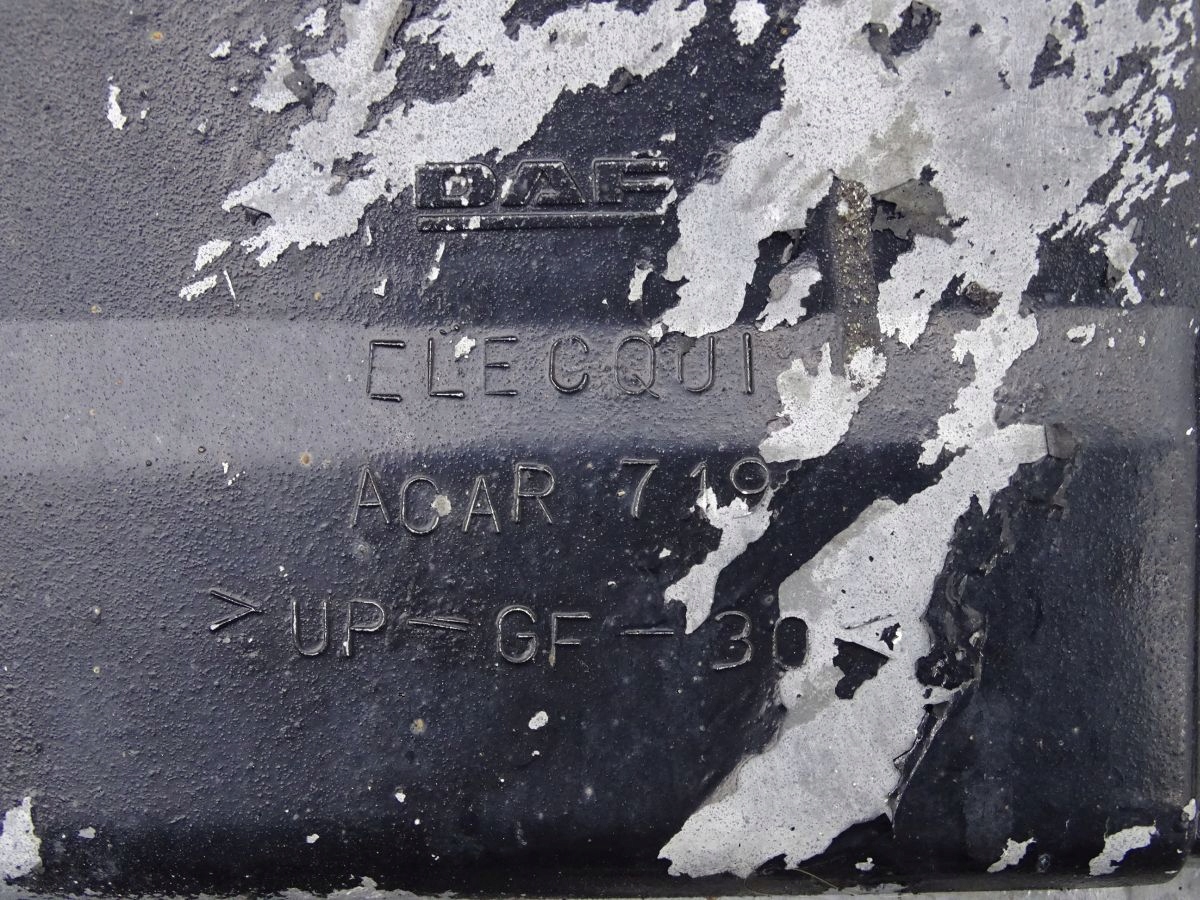 DAF
ELECQUI
ACAR 719
>UP-GF-30<